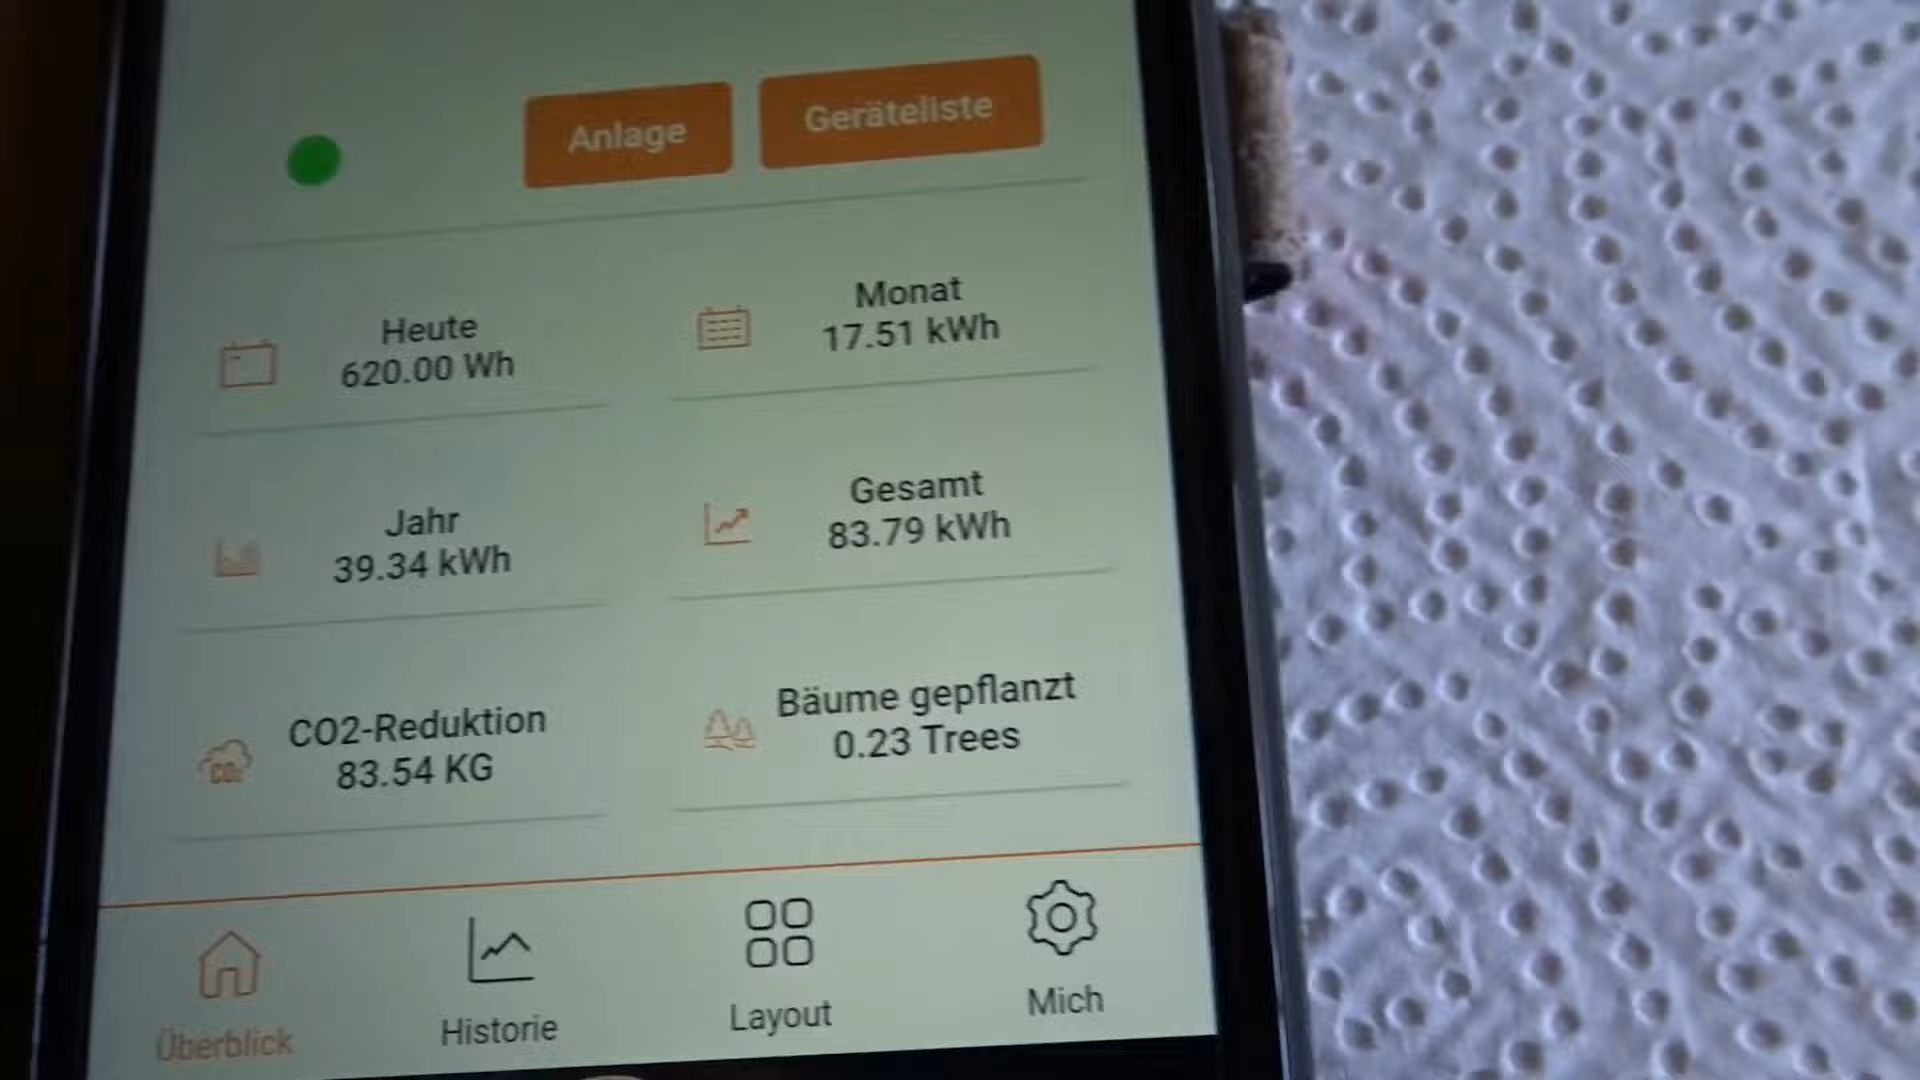 Anlage
Geräteliste
Heute
620.00 Wh
Monat
17.51 kWh
Jahr
39.34 kWh
Gesamt
83.79 kWh
CO2-Reduktion
83.54 KG
Bäume gepflanzt
0.23 Trees
CO2
Überblick
Historie
Layout
Mich